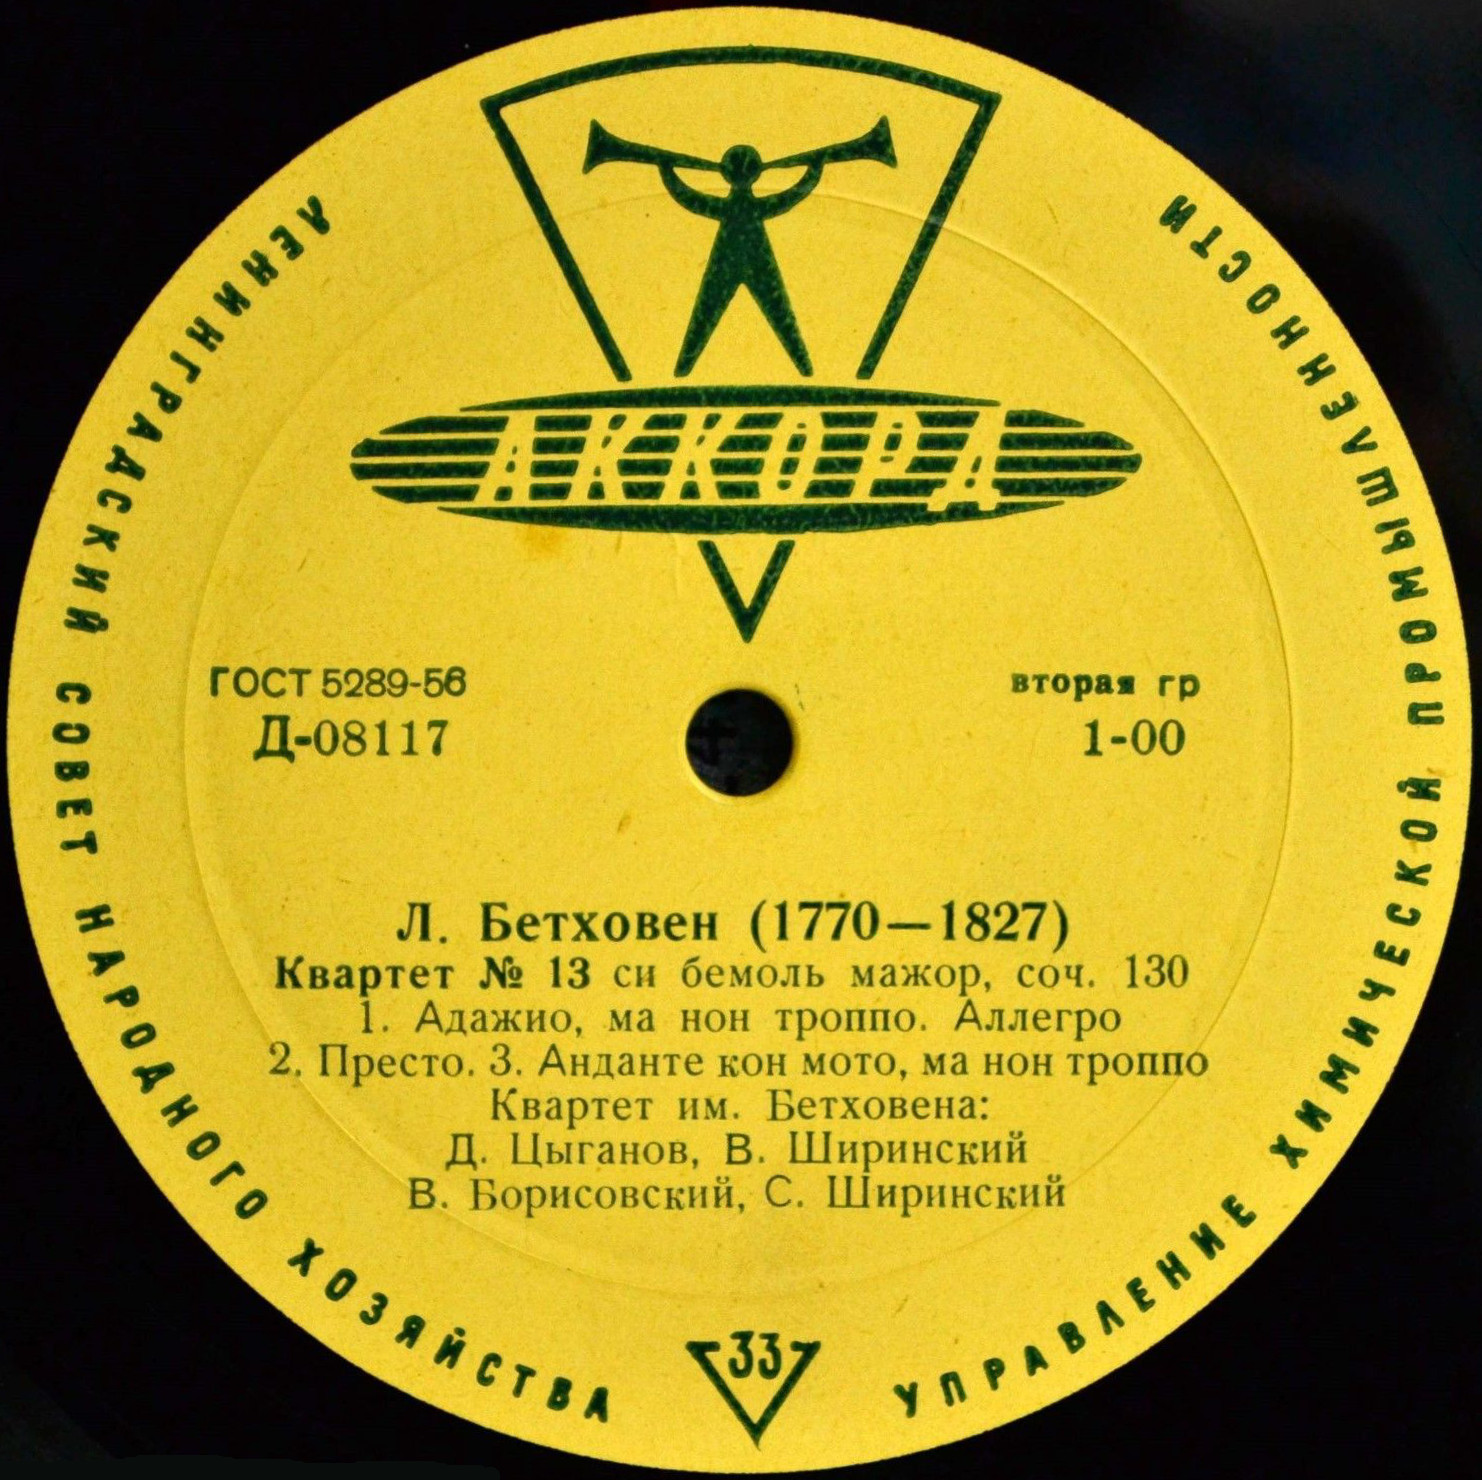 АККОРД
ЛЕНИНГРАДСКИЙ СОВЕТ НАРОДНОГО ХОЗЯЙСТВА
УПРАВЛЕНИЕ ХИМИЧЕСКОЙ ПРОМЫШЛЕННОСТИ
ГОСТ 5289-56
Д-08117
вторая гр
1-00
Л. Бетховен (1770—1827)
Квартет № 13 си бемоль мажор, соч. 130
1. Адажио, ма нон троппо. Аллегро
2. Престо. 3. Анданте кон мото, ма нон троппо
Квартет им. Бетховена:
Д. Цыганов, В. Ширинский
В. Борисовский, С. Ширинский
33